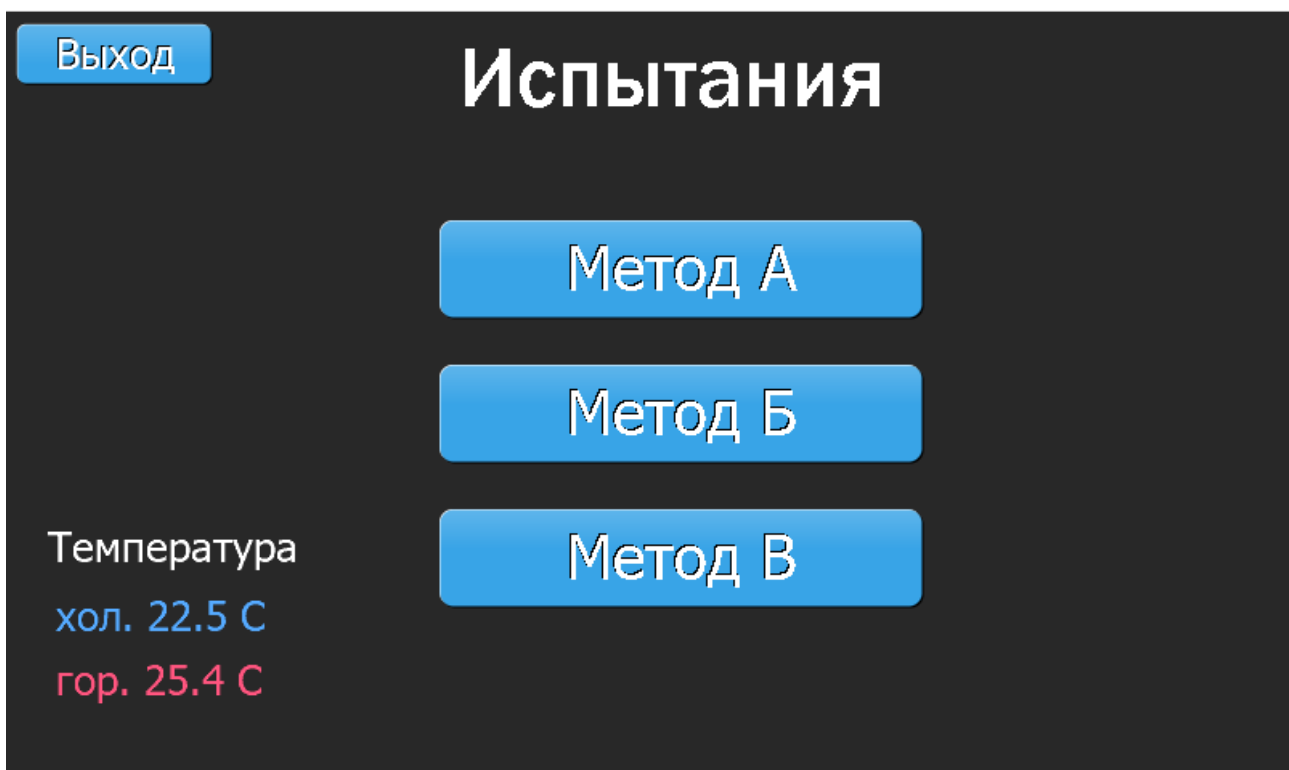 Выход
Испытания
Метод А
Метод Б
Метод В
Температура
хол. 22.5 С
гор. 25.4 С